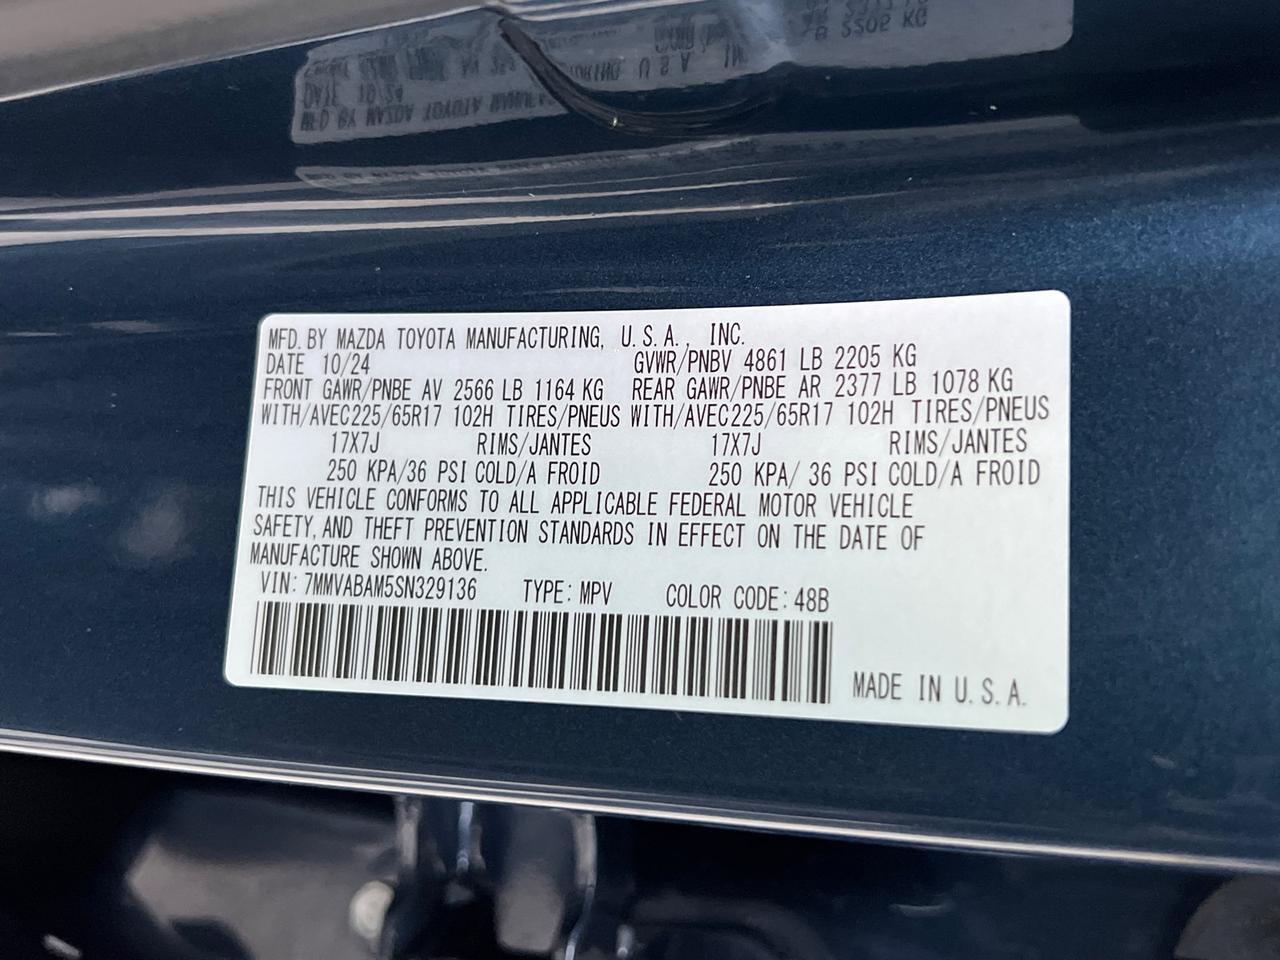 MFD. BY MAZDA TOYOTA MANUFACTURING, U.S.A., INC.
DATE 10/24 GVWR/PNBV 4861 LB 2205 KG
FRONT GAWR/PNBE AV 2566 LB 1164 KG REAR GAWR/PNBE AR 2377 LB 1078 KG
WITH/AVEC225/65R17 102H TIRES/PNEUS WITH/AVEC225/65R17 102H TIRES/PNEUS
17X7J RIMS/JANTES 17X7J RIMS/JANTES
250 KPA/36 PSI COLD/A FROID 250 KPA/ 36 PSI COLD/A FROID
THIS VEHICLE CONFORMS TO ALL APPLICABLE FEDERAL MOTOR VEHICLE
SAFETY, AND THEFT PREVENTION STANDARDS IN EFFECT ON THE DATE OF
MANUFACTURE SHOWN ABOVE.
VIN: 7MMVABAM5SN329136 TYPE: MPV COLOR CODE: 48B
MADE IN U.S.A.